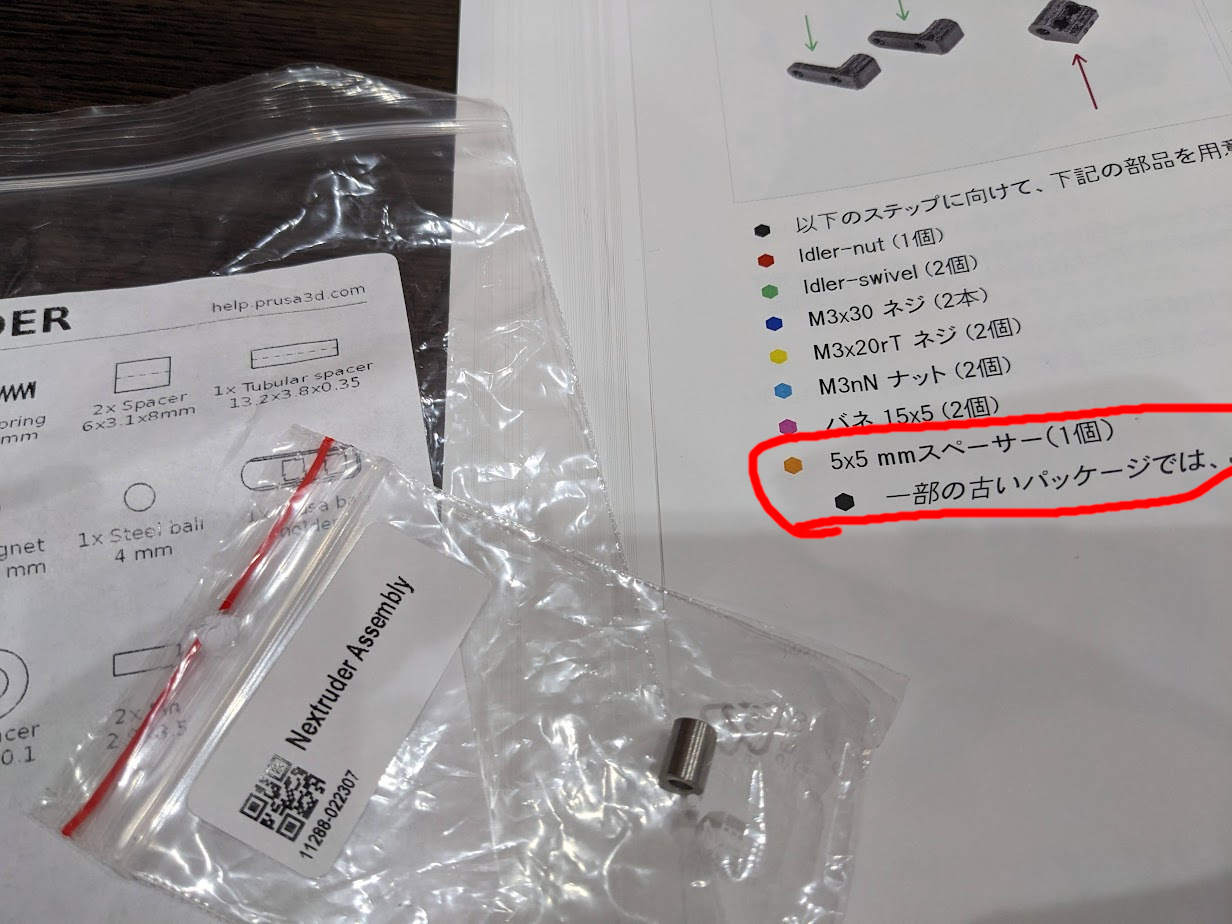 DER
help.prusa3d.com
2x Spacer
6x3.1x8mm
1x Tubular spacer
13.2x3.8x0.35
mm
1x Steel ball
4 mm
mm
2x
0.1
Nextruder Assembly
11288-022307
以下のステップに向けて、下記の部品を用意
Idler-nut (1個)
Idler-swivel (2個)
M3x30 ネジ (2本)
M3x20rT ネジ (2個)
M3nN ナット (2個)
バネ 15x5 (2個)
5x5 mmスペーサー(1個)
一部の古いパッケージでは、